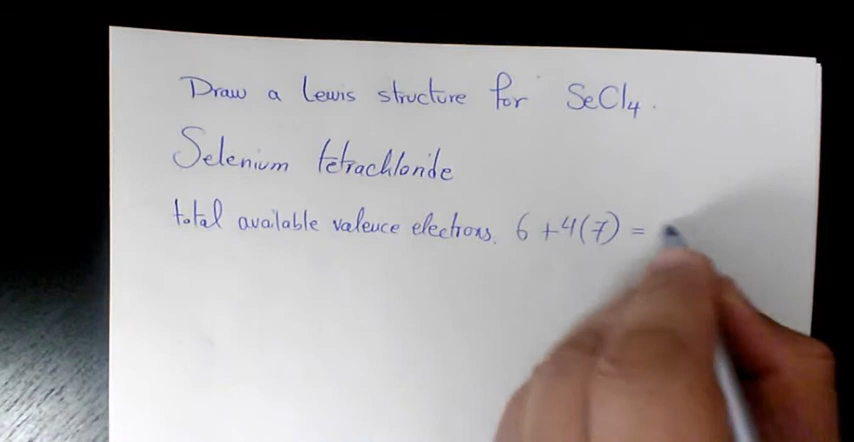 Draw a Lewis structure for SeCl₄.
Selenium tetrachloride
total available valence electrons. 6 + 4(7) =